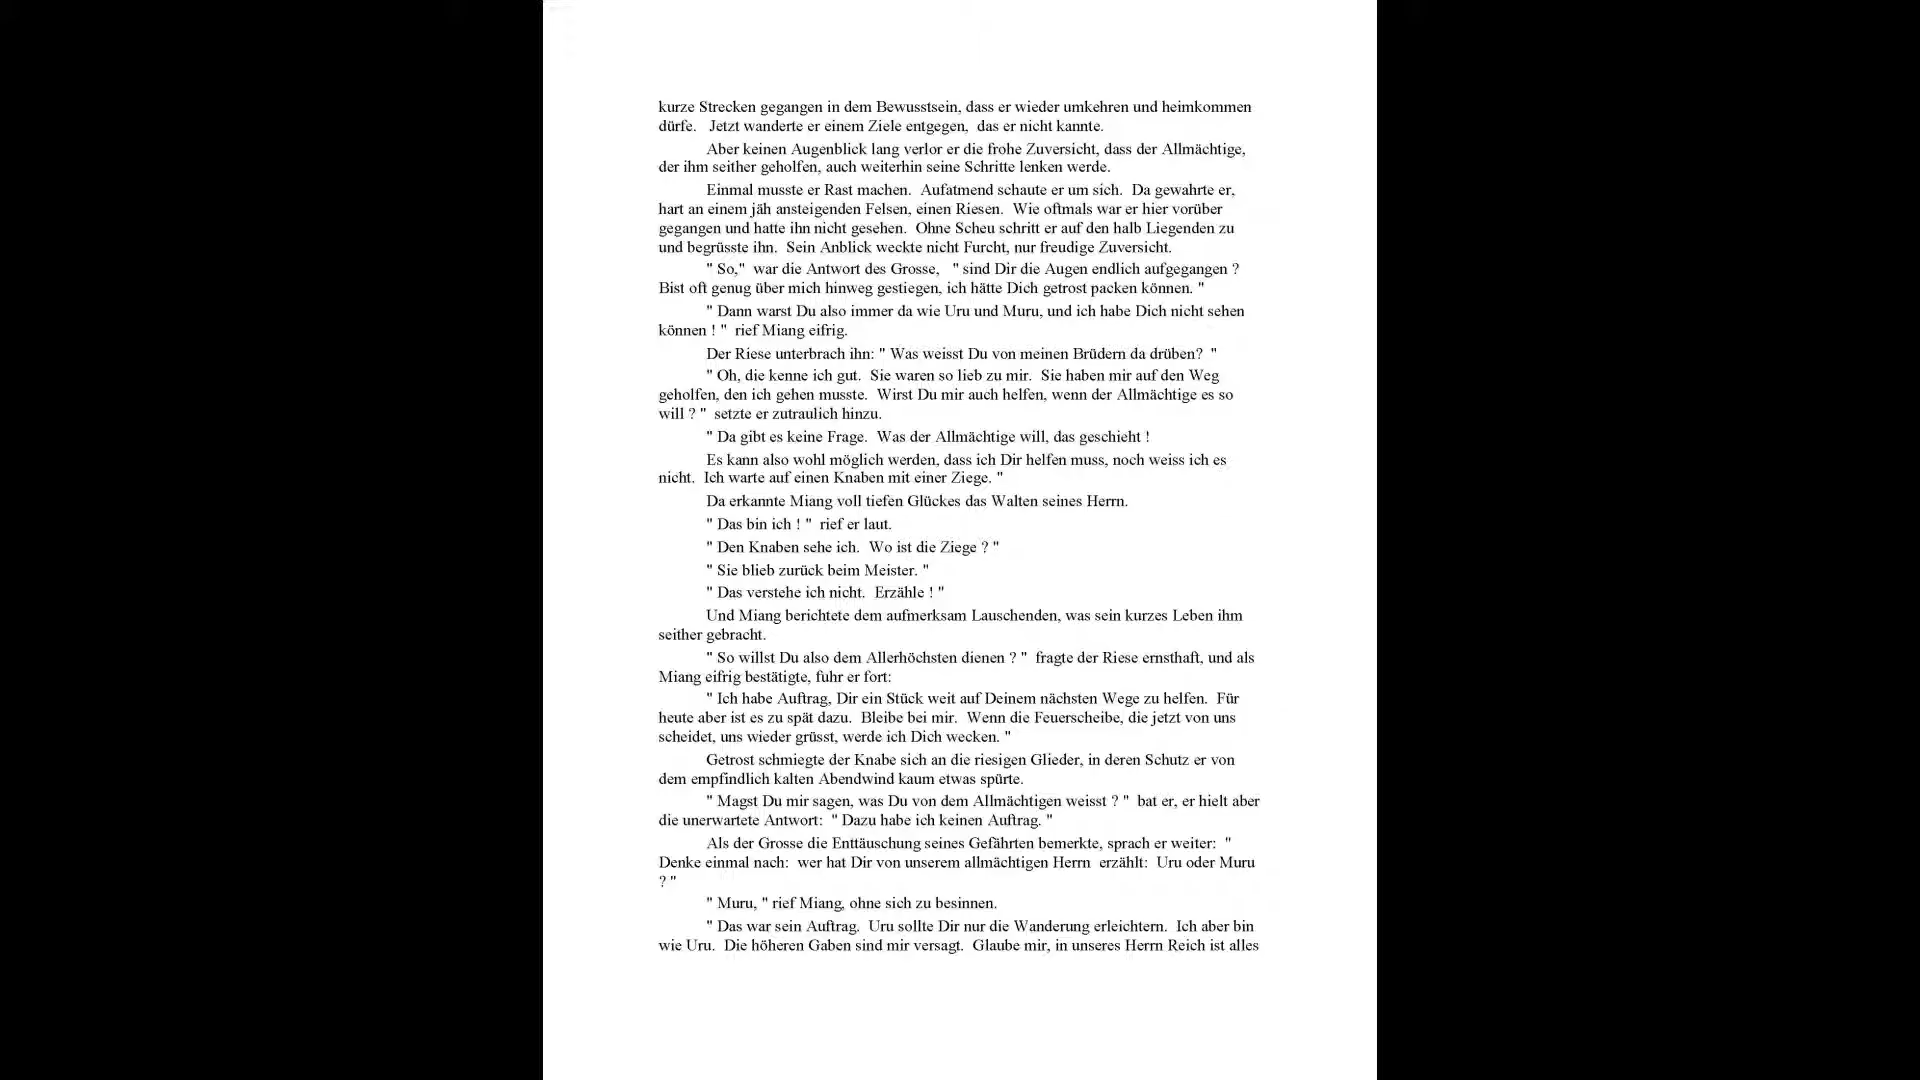 kurze Strecken gegangen in dem Bewusstsein, dass er wieder umkehren und heimkommen
dürfe.   Jetzt wanderte er einem Ziele entgegen,  das er nicht kannte.
Aber keinen Augenblick lang verlor er die frohe Zuversicht, dass der Allmächtige,
der ihm seither geholfen, auch weiterhin seine Schritte lenken werde.
Einmal musste er Rast machen.  Aufatmend schaute er um sich.  Da gewahrte er,
hart an einem jäh ansteigenden Felsen, einen Riesen.  Wie oftmals war er hier vorüber
gegangen und hatte ihn nicht gesehen.  Ohne Scheu schritt er auf den halb Liegenden zu
und begrüsste ihn.  Sein Anblick weckte nicht Furcht, nur freudige Zuversicht.
" So,"  war die Antwort des Grosse,   " sind Dir die Augen endlich aufgegangen ?
Bist oft genug über mich hinweg gestiegen, ich hätte Dich getrost packen können. "
" Dann warst Du also immer da wie Uru und Muru, und ich habe Dich nicht sehen
können ! "  rief Miang eifrig.
Der Riese unterbrach ihn: " Was weisst Du von meinen Brüdern da drüben?  "
" Oh, die kenne ich gut.  Sie waren so lieb zu mir.  Sie haben mir auf den Weg
geholfen, den ich gehen musste.  Wirst Du mir auch helfen, wenn der Allmächtige es so
will ? "  setzte er zutraulich hinzu.
" Da gibt es keine Frage.  Was der Allmächtige will, das geschieht !
Es kann also wohl möglich werden, dass ich Dir helfen muss, noch weiss ich es
nicht.  Ich warte auf einen Knaben mit einer Ziege. "
Da erkannte Miang voll tiefen Glückes das Walten seines Herrn.
" Das bin ich ! "  rief er laut.
" Den Knaben sehe ich.  Wo ist die Ziege ? "
" Sie blieb zurück beim Meister. "
" Das verstehe ich nicht.  Erzähle ! "
Und Miang berichtete dem aufmerksam Lauschenden, was sein kurzes Leben ihm
seither gebracht.
" So willst Du also dem Allerhöchsten dienen ? "  fragte der Riese ernsthaft, und als
Miang eifrig bestätigte, fuhr er fort:
" Ich habe Auftrag, Dir ein Stück weit auf Deinem nächsten Wege zu helfen.  Für
heute aber ist es zu spät dazu.  Bleibe bei mir.  Wenn die Feuerscheibe, die jetzt von uns
scheidet, uns wieder grüsst, werde ich Dich wecken. "
Getrost schmiegte der Knabe sich an die riesigen Glieder, in deren Schutz er von
dem empfindlich kalten Abendwind kaum etwas spürte.
" Magst Du mir sagen, was Du von dem Allmächtigen weisst ? "  bat er, er hielt aber
die unerwartete Antwort:  " Dazu habe ich keinen Auftrag. "
Als der Grosse die Enttäuschung seines Gefährten bemerkte, sprach er weiter:  "
Denke einmal nach:  wer hat Dir von unserem allmächtigen Herrn  erzählt:  Uru oder Muru
? "
" Muru, " rief Miang, ohne sich zu besinnen.
" Das war sein Auftrag.  Uru sollte Dir nur die Wanderung erleichtern.  Ich aber bin
wie Uru.  Die höheren Gaben sind mir versagt.  Glaube mir, in unseres Herrn Reich ist alles